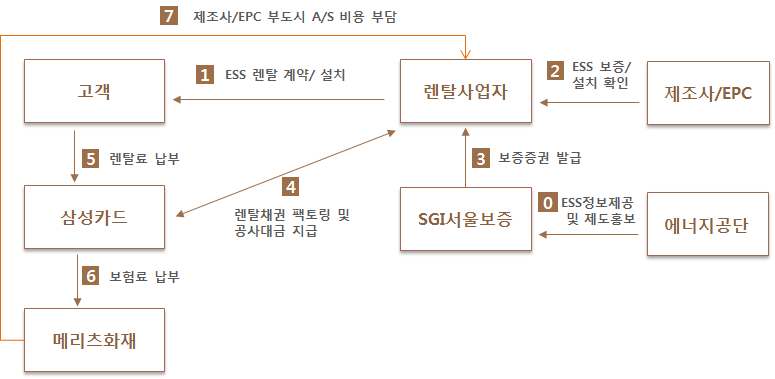 7 제조사/EPC 부도시 A/S 비용 부담
고객
1 ESS 렌탈 계약/ 설치
렌탈사업자
2 ESS 보증/
설치 확인
제조사/EPC
5 렌탈료 납부
4
렌탈채권 팩토링 및
공사대금 지급
3 보증증권 발급
삼성카드
SGI서울보증
0 ESS정보제공
및 제도홍보
에너지공단
6 보험료 납부
메리츠화재